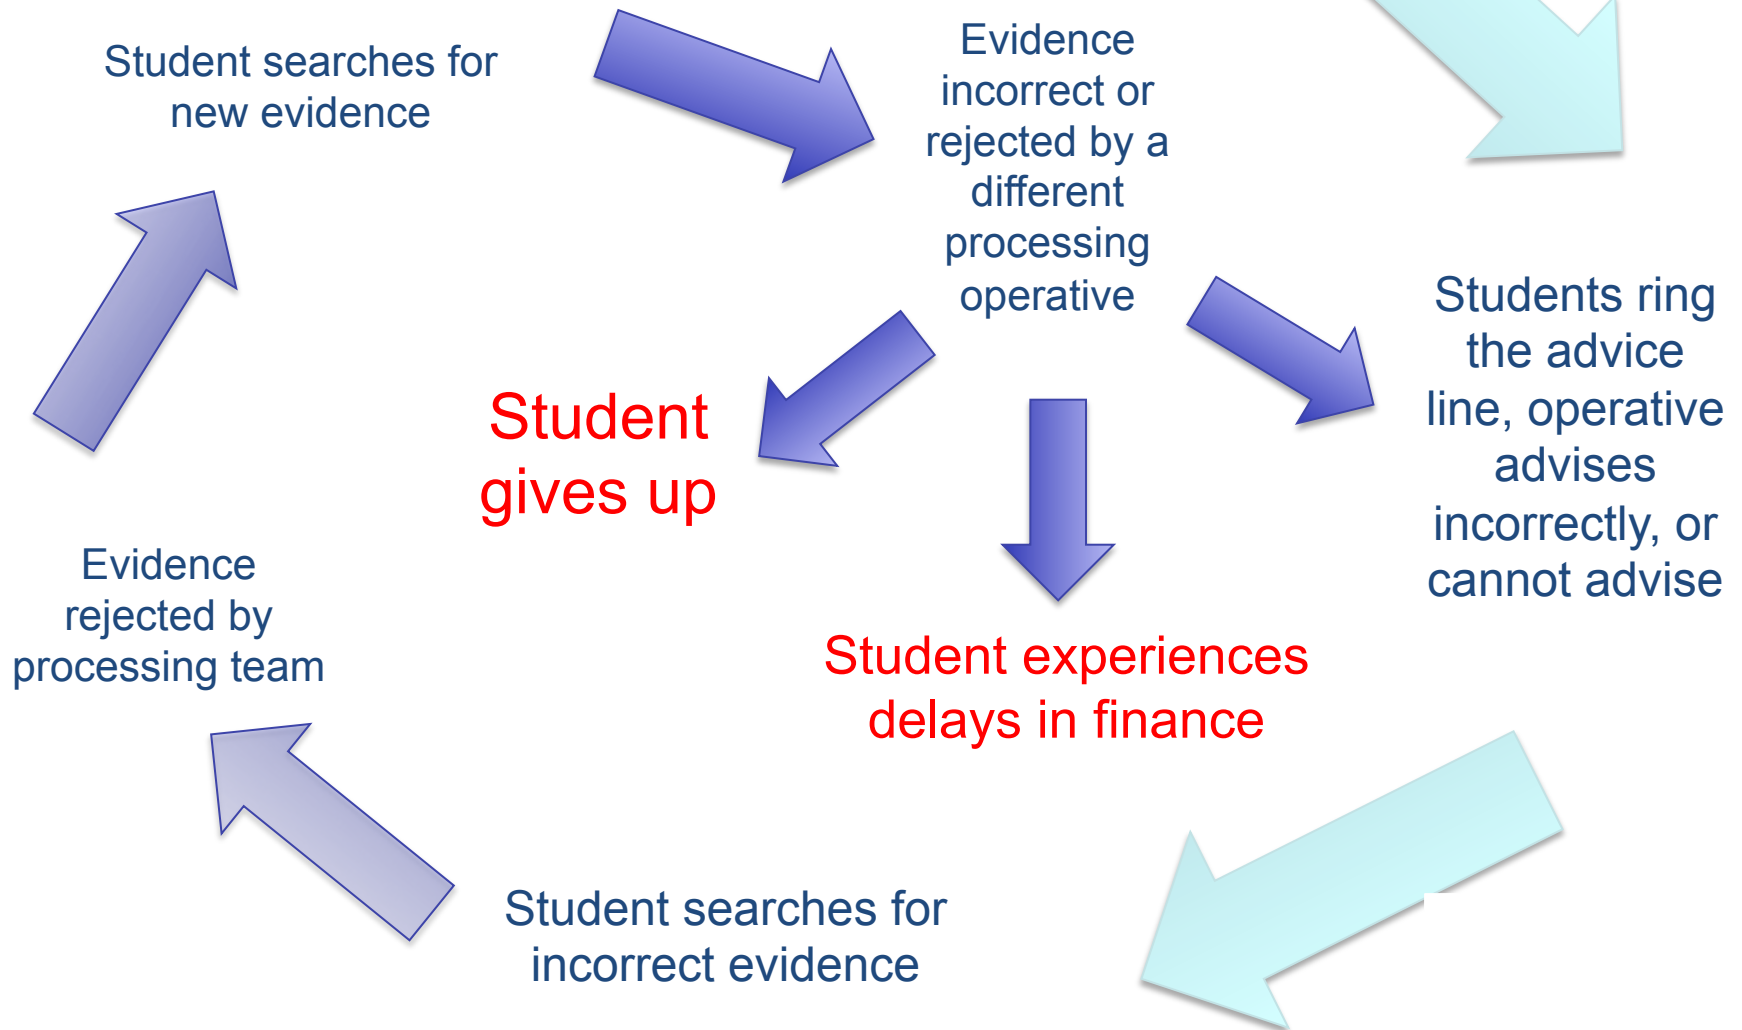 Student searches for
new evidence
Evidence
incorrect or
rejected by a
different
processing
operative
Students ring
the advice
line, operative
advises
incorrectly, or
cannot advise
Student
gives up
Student experiences
delays in finance
Evidence
rejected by
processing team
Student searches for
incorrect evidence